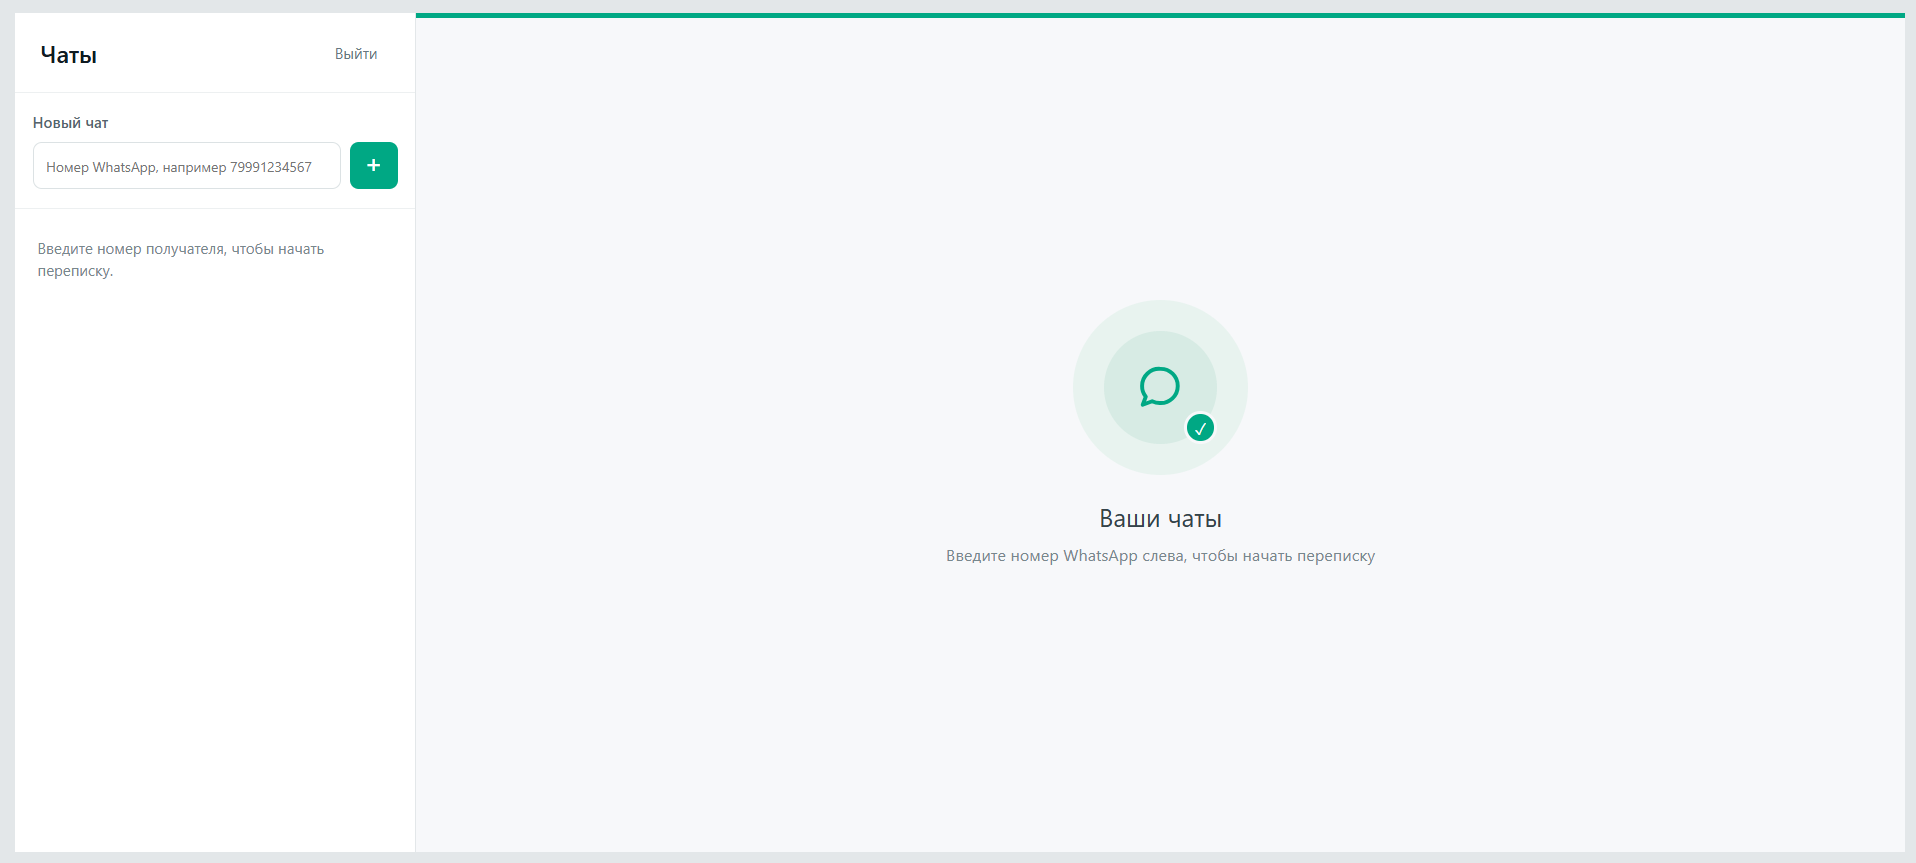 Чаты
Выйти
Новый чат
Номер WhatsApp, например 79991234567
+
Введите номер получателя, чтобы начать
переписку.
Ваши чаты
Введите номер WhatsApp слева, чтобы начать переписку